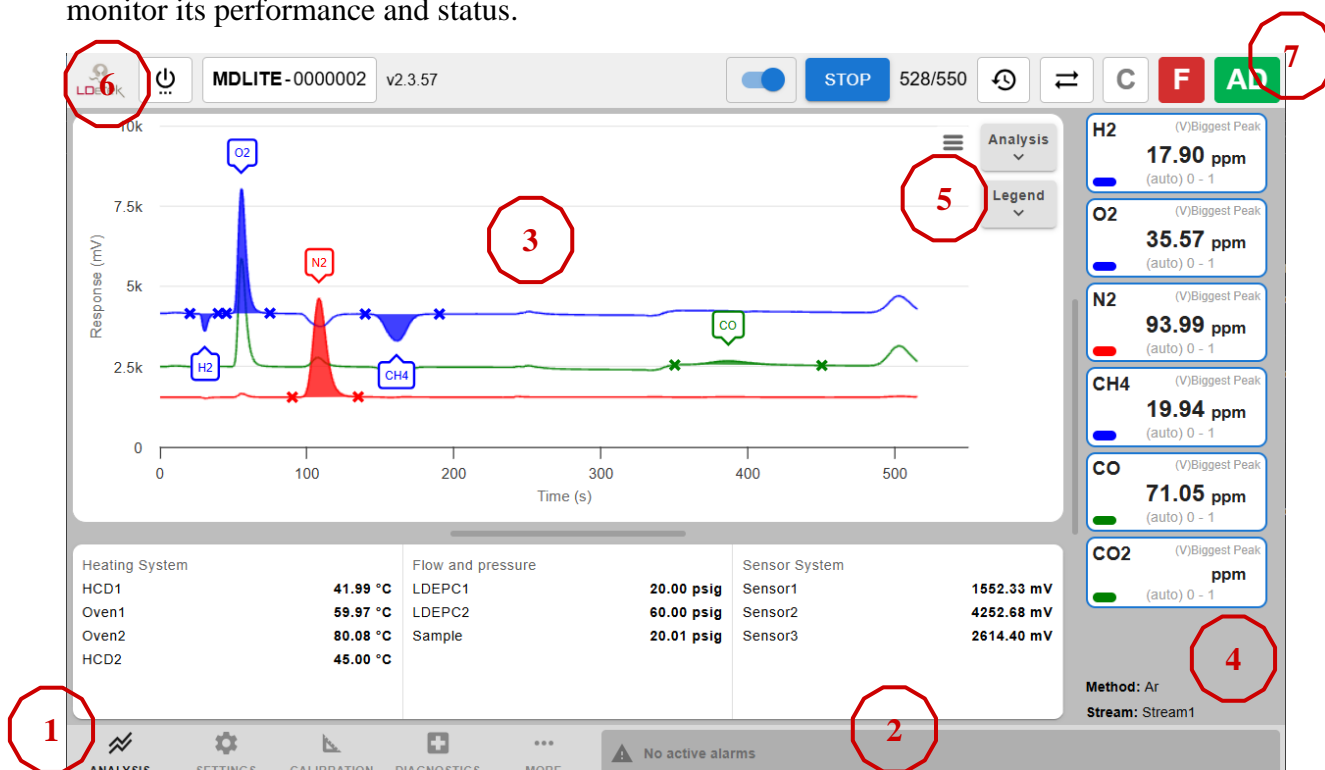 monitor its performance and status.
6
7
MDLITE-0000002 v2.3.57
STOP 528/550
C F AD
10k
7.5k
5k
2.5k
0
Response (mV)
O2
N2
H2
CH4
CO
3
5
Analysis
Legend
0 100 200 300 400 500
Time (s)
H2 (V)Biggest Peak
17.90 ppm
(auto) 0 - 1
O2 (V)Biggest Peak
35.57 ppm
(auto) 0 - 1
N2 (V)Biggest Peak
93.99 ppm
(auto) 0 - 1
CH4 (V)Biggest Peak
19.94 ppm
(auto) 0 - 1
CO (V)Biggest Peak
71.05 ppm
(auto) 0 - 1
CO2 (V)Biggest Peak
ppm
(auto) 0 - 1
4
Method: Ar
Stream: Stream1
Heating System
HCD1 41.99 °C
Oven1 59.97 °C
Oven2 80.08 °C
HCD2 45.00 °C
Flow and pressure
LDEPC1 20.00 psig
LDEPC2 60.00 psig
Sample 20.01 psig
Sensor System
Sensor1 1552.33 mV
Sensor2 4252.68 mV
Sensor3 2614.40 mV
1
2
ANALYSIS SETTINGS CALIBRATION DIAGNOSTICS MORE
No active alarms